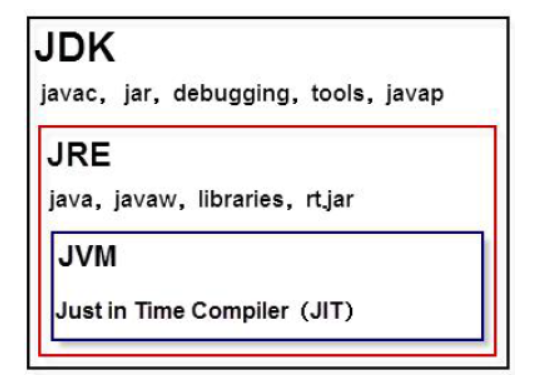 JDK
javac, jar, debugging, tools, javap
JRE
java, javaw, libraries, rt.jar
JVM
Just in Time Compiler (JIT)